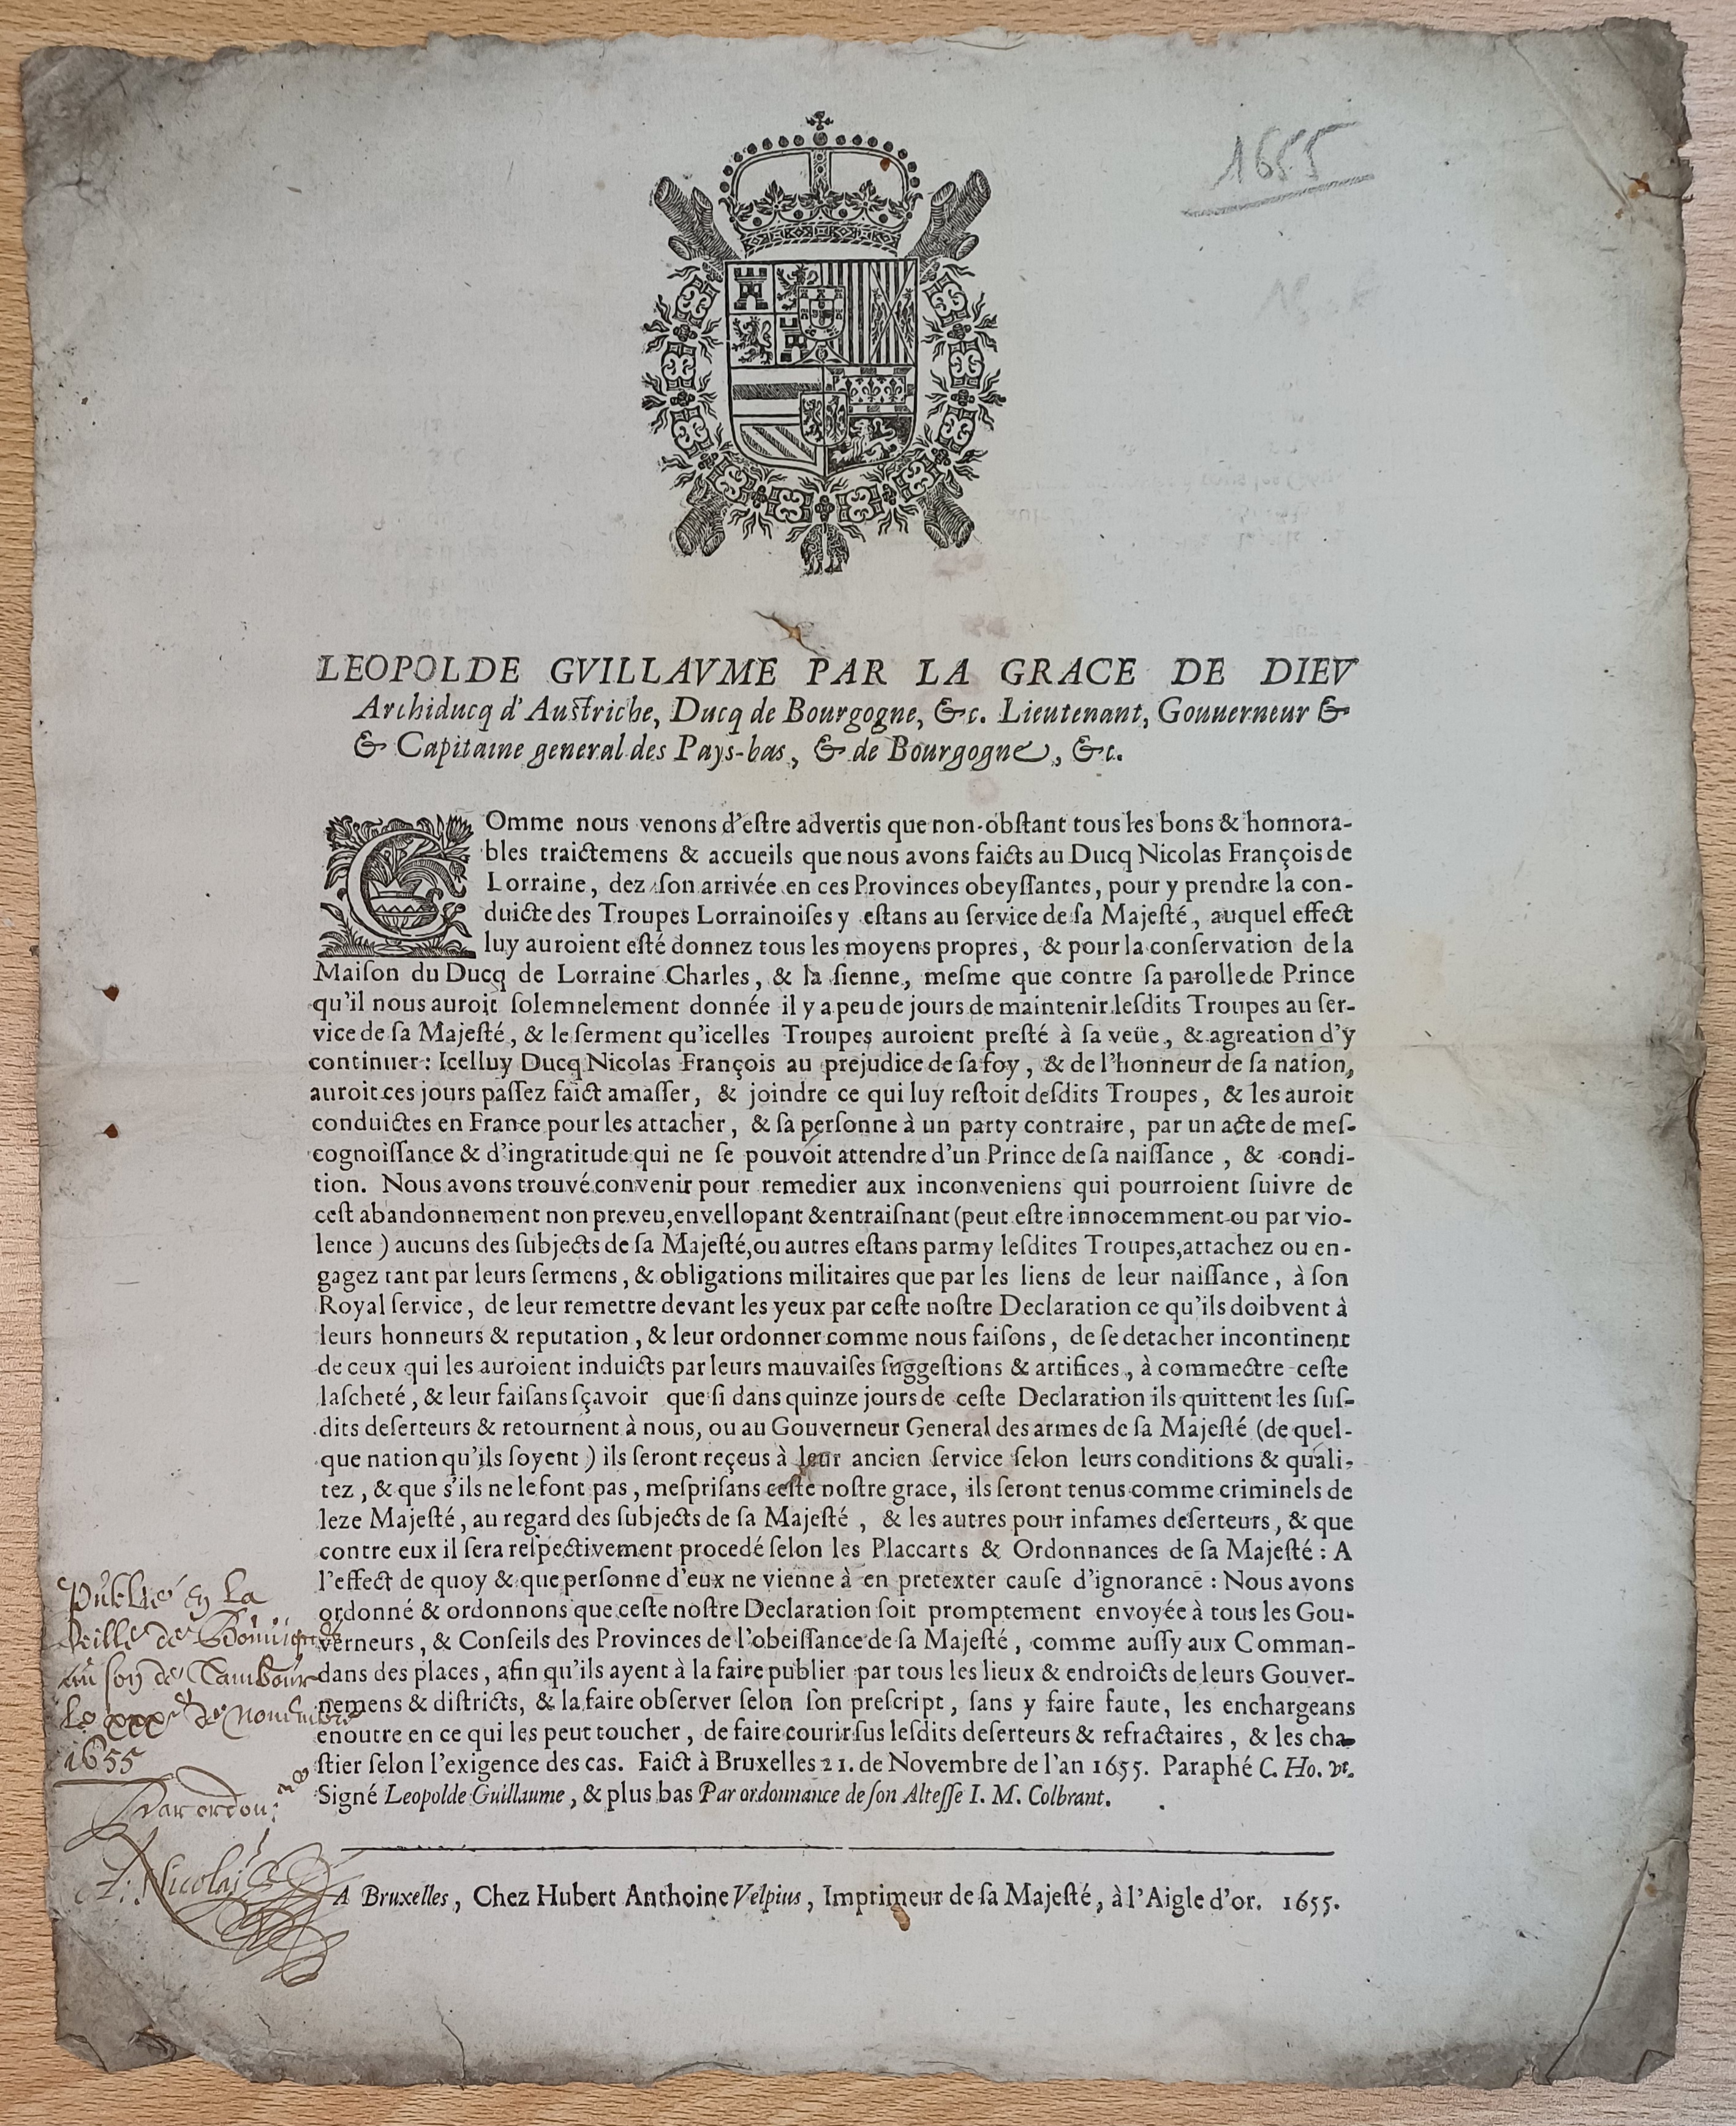 1655
LEOPOLDE GVILLAVME PAR LA GRACE DE DIEV
Archiducq d'Auſtriche, Ducq de Bourgogne, &c. Lieutenant, Gouuerneur &
& Capitaine general des Pays-bas, & de Bourgogne, &c.
COmme nous venons d'eſtre advertis que non-obſtant tous les bons & honnora-
bles traictemens & accueils que nous avons faicts au Ducq Nicolas François de
Lorraine, dez ſon arrivée en ces Provinces obeyſſantes, pour y prendre la con-
duicte des Troupes Lorrainoiſes y eſtans au ſervice de ſa Majeſté, auquel effect
luy auroient eſté donnez tous les moyens propres, & pour la conſervation de la
Maiſon du Ducq de Lorraine Charles, & la ſienne, meſme que contre ſa parolle de Prince
qu'il nous auroit ſolemnelement donnée il y a peu de jours de maintenir leſdits Troupes au ſer-
vice de ſa Majeſté, & le ſerment qu'icelles Troupes auroient preſté à ſa veüe, & agreation d'y
continuer: Icelluy Ducq Nicolas François au prejudice de ſa foy, & de l'honneur de ſa nation,
auroit ces jours paſſez faict amaſſer, & joindre ce qui luy reſtoit deſdits Troupes, & les auroit
conduictes en France pour les attacher, & ſa perſonne à un party contraire, par un acte de meſ-
cognoiſſance & d'ingratitude qui ne ſe pouvoit attendre d'un Prince de ſa naiſſance, & condi-
tion. Nous avons trouvé convenir pour remedier aux inconveniens qui pourroient ſuivre de
ceſt abandonnement non preveu, envellopant & entraiſnant (peut eſtre innocemment ou par vio-
lence) aucuns des ſubjects de ſa Majeſté, ou autres eſtans parmy leſdites Troupes, attachez ou en-
gagez tant par leurs ſermens, & obligations militaires que par les liens de leur naiſſance, à ſon
Royal ſervice, de leur remettre devant les yeux par ceſte noſtre Declaration ce qu'ils doibvent à
leurs honneurs & reputation, & leur ordonner comme nous faiſons, de ſe detacher incontinent
de ceux qui les auroient induicts par leurs mauvaiſes ſuggeſtions & artifices, à commectre ceſte
laſcheté, & leur faiſans ſçavoir que ſi dans quinze jours de ceſte Declaration ils quittent les ſuſ-
dits deſerteurs & retournent à nous, ou au Gouverneur General des armes de ſa Majeſté (de quel-
que nation qu'ils ſoyent) ils ſeront reçeus à leur ancien ſervice ſelon leurs conditions & quali-
tez, & que s'ils ne le font pas, meſpriſans ceſte noſtre grace, ils ſeront tenus comme criminels de
leze Majeſté, au regard des ſubjects de ſa Majeſté, & les autres pour infames deſerteurs, & que
contre eux il ſera reſpectivement procedé ſelon les Placcarts & Ordonnances de ſa Majeſté: A
l'effect de quoy & que perſonne d'eux ne vienne à en pretexter cauſe d'ignorance: Nous avons
ordonné & ordonnons que ceſte noſtre Declaration ſoit promptement envoyée à tous les Gou-
verneurs, & Conſeils des Provinces de l'obeiſſance de ſa Majeſté, comme auſſy aux Comman-
dans des places, afin qu'ils ayent à la faire publier par tous les lieux & endroicts de leurs Gouver-
nemens & diſtricts, & la faire obſerver ſelon ſon preſcript, ſans y faire faute, les enchargeans
enoutre en ce qui les peut toucher, de faire courir ſus leſdits deſerteurs & refractaires, & les cha-
ſtier ſelon l'exigence des cas. Faict à Bruxelles 21. de Novembre de l'an 1655. Paraphé C. Ho. vt.
Signé Leopolde Guillaume, & plus bas Par ordonnance de ſon Alteſſe I. M. Colbrant.
Publié en la
ville de
au son de Tambour
le xxxe de Nouembre
1655
Par ordon.ce
A. Nicolai
A Bruxelles, Chez Hubert Anthoine Velpius, Imprimeur de ſa Majeſté, à l'Aigle d'or. 1655.